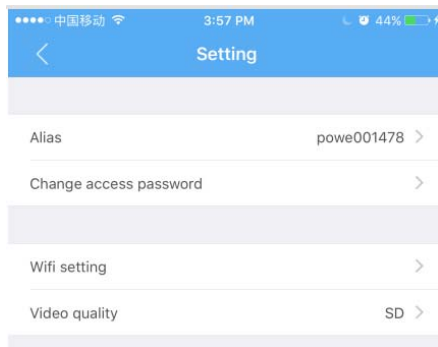 中国移动 3:57 PM 44%
Setting
Alias powe001478
Change access password
Wifi setting
Video quality SD